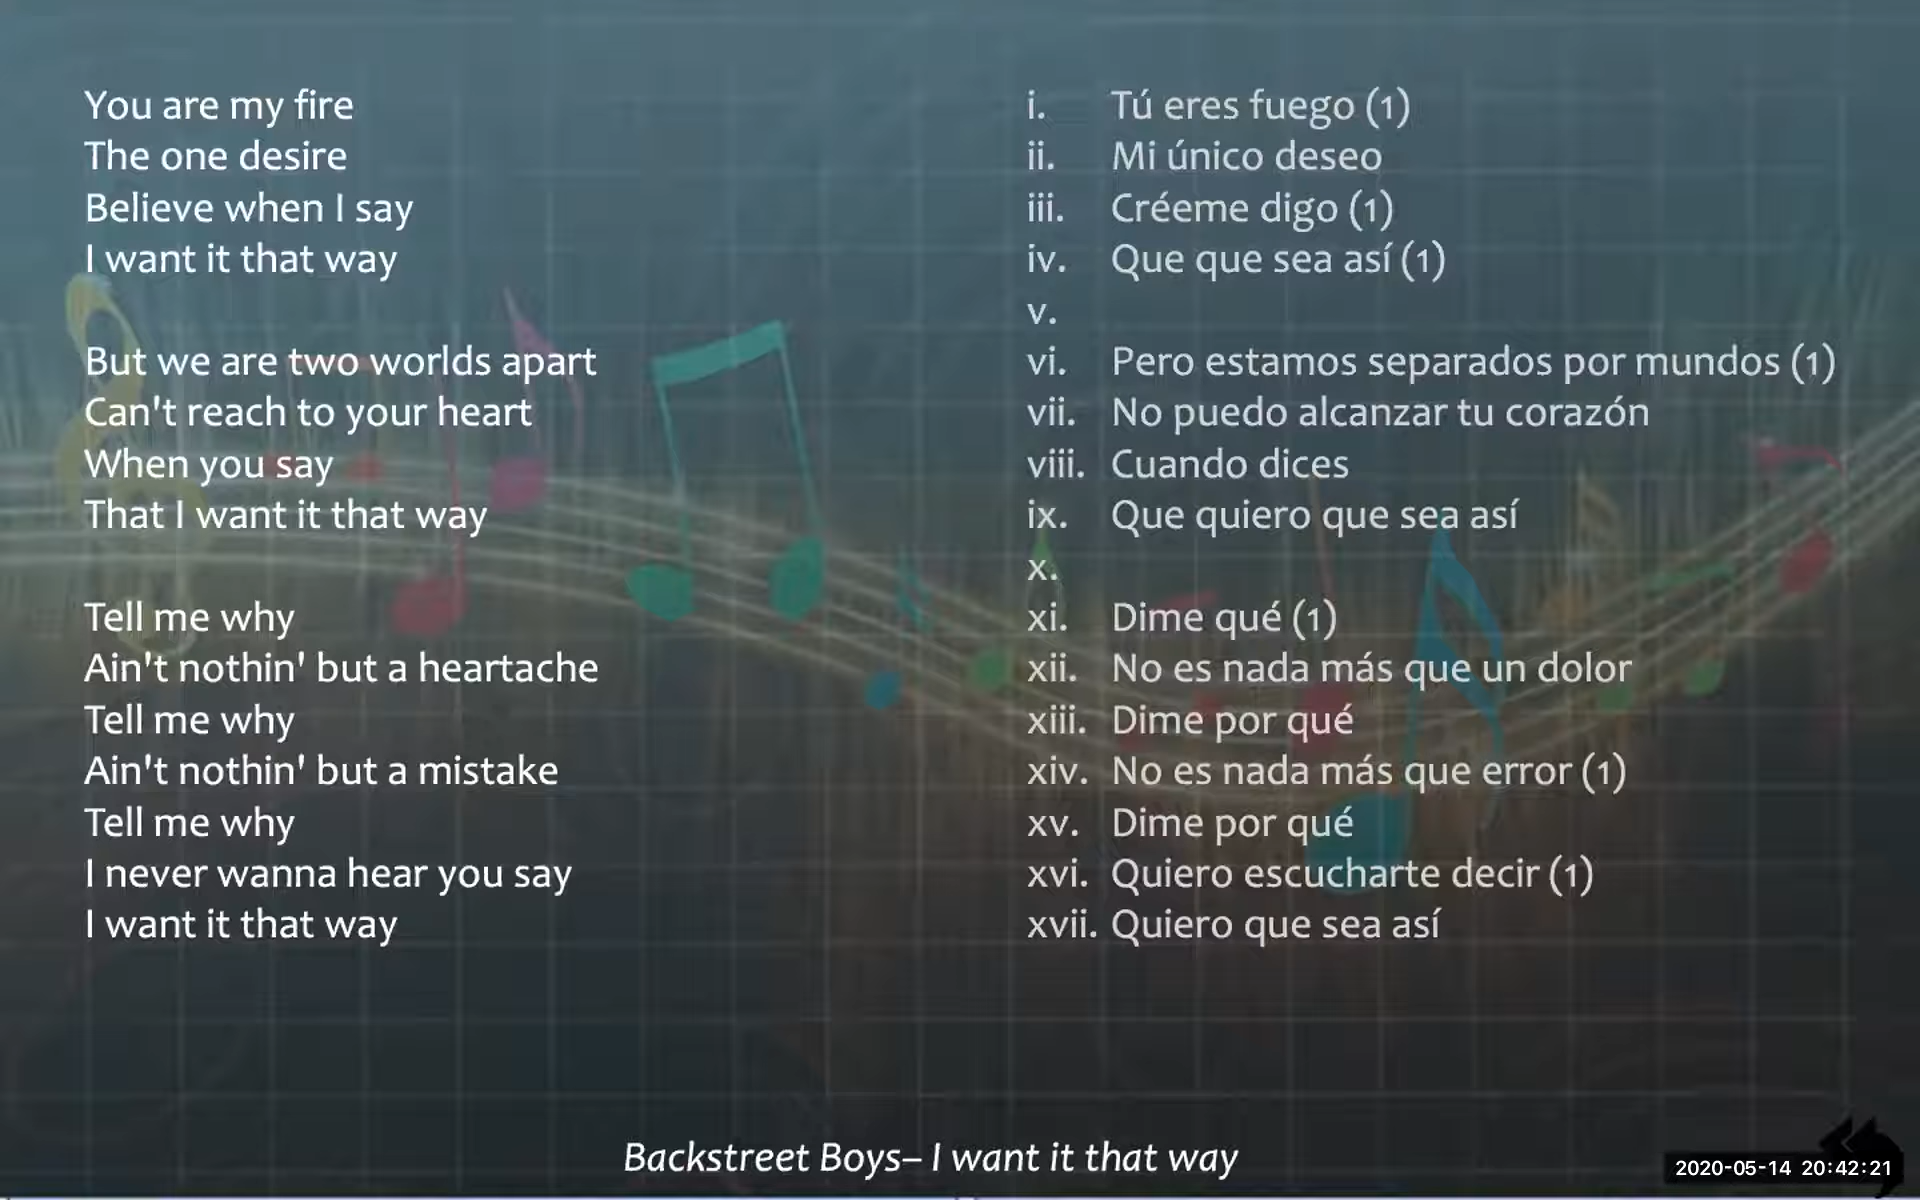 You are my fire
The one desire
Believe when I say
I want it that way
But we are two worlds apart
Can't reach to your heart
When you say
That I want it that way
Tell me why
Ain't nothin' but a heartache
Tell me why
Ain't nothin' but a mistake
Tell me why
I never wanna hear you say
I want it that way
i. Tú eres fuego (1)
ii. Mi único deseo
iii. Créeme digo (1)
iv. Que que sea así (1)
v.
vi. Pero estamos separados por mundos (1)
vii. No puedo alcanzar tu corazón
viii. Cuando dices
ix. Que quiero que sea así
x.
xi. Dime qué (1)
xii. No es nada más que un dolor
xiii. Dime por qué
xiv. No es nada más que error (1)
xv. Dime por qué
xvi. Quiero escucharte decir (1)
xvii. Quiero que sea así
Backstreet Boys– I want it that way
2020-05-14 20:42:21